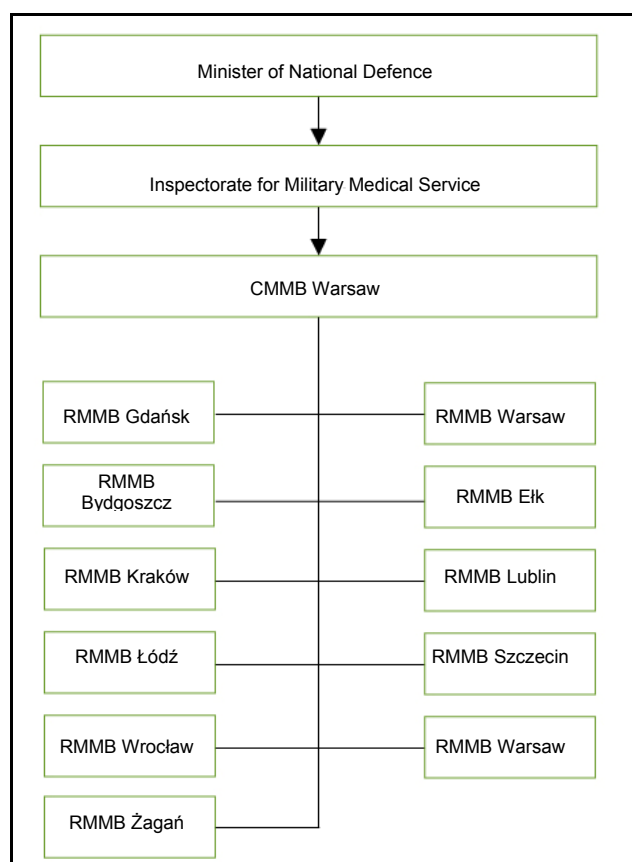 Minister of National Defence
Inspectorate for Military Medical Service
CMMB Warsaw
RMMB Gdańsk
RMMB Warsaw
RMMB
Bydgoszcz
RMMB Ełk
RMMB Kraków
RMMB Lublin
RMMB Łódź
RMMB Szczecin
RMMB Wrocław
RMMB Warsaw
RMMB Żagań